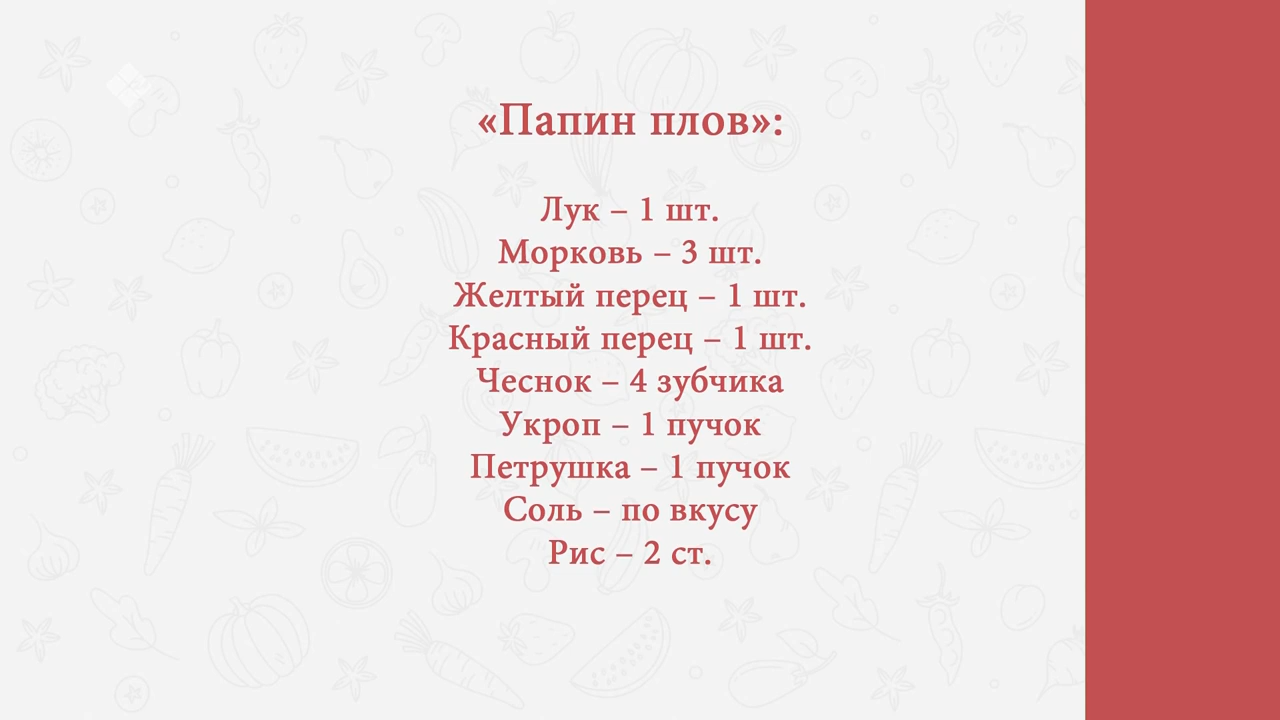 «Папин плов»:
Лук – 1 шт.
Морковь – 3 шт.
Желтый перец – 1 шт.
Красный перец – 1 шт.
Чеснок – 4 зубчика
Укроп – 1 пучок
Петрушка – 1 пучок
Соль – по вкусу
Рис – 2 ст.